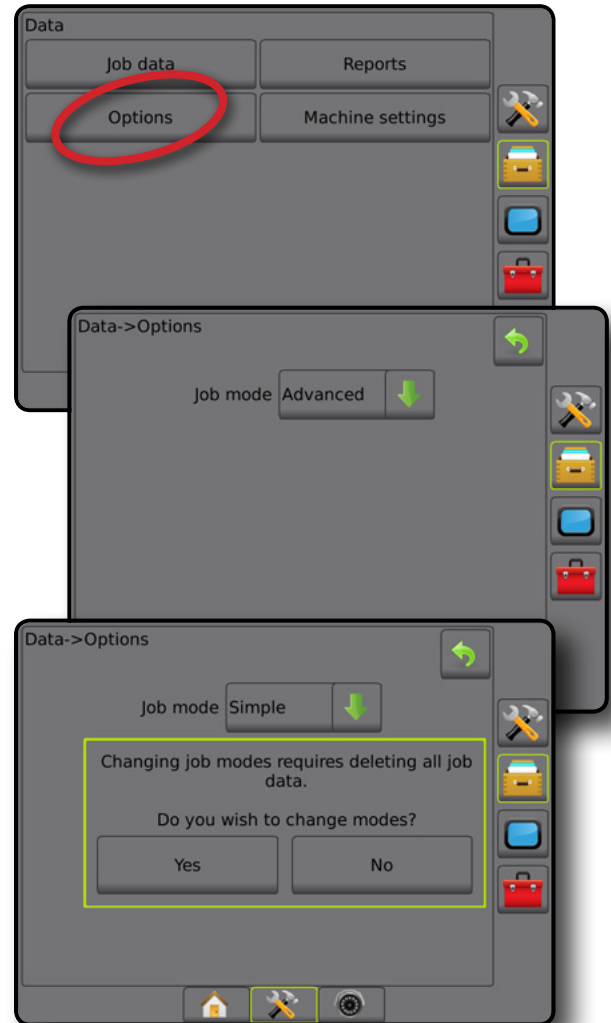 Data
Job data Reports
Options Machine settings
Data->Options
Job mode Advanced
Data->Options
Job mode Simple
Changing job modes requires deleting all job
data.
Do you wish to change modes?
Yes No